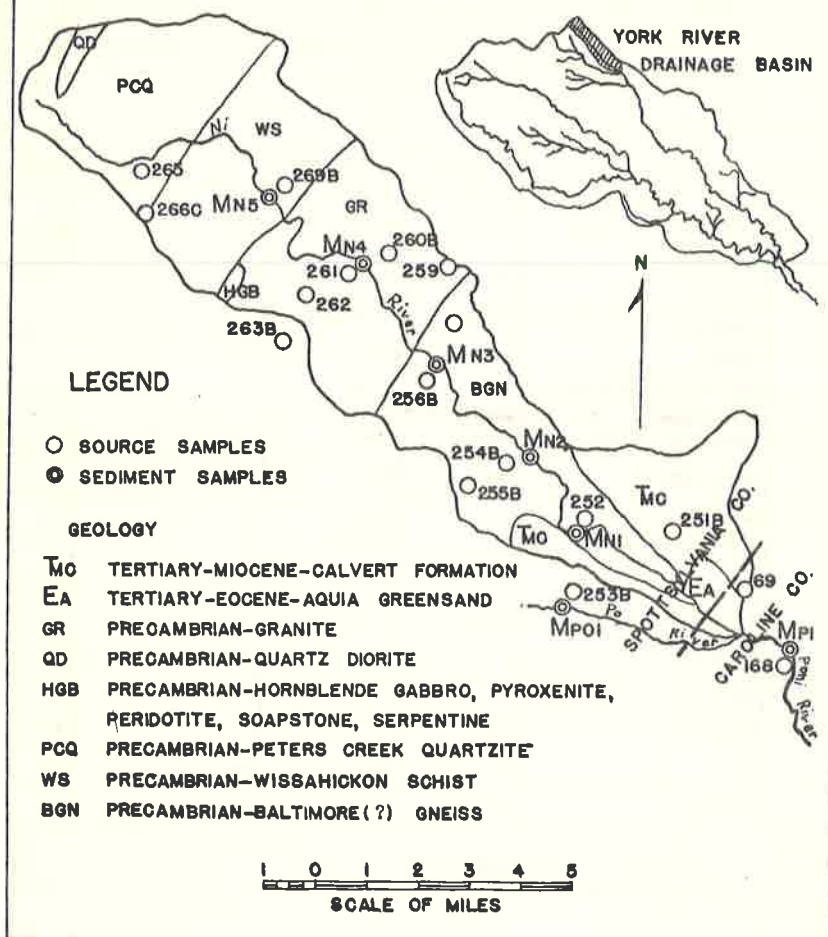 YORK RIVER
DRAINAGE BASIN
QD
PCQ
Ni
WS
265
269B
MN5
266C
GR
N
MN4
260B
261
259
HGB
262
River
263B
MN3
LEGEND
BGN
256B
○ SOURCE SAMPLES
◎ SEDIMENT SAMPLES
MN2
254B
TMC
255B
252
251B
GEOLOGY
TMC
MN1
TMC TERTIARY-MIOCENE-CALVERT FORMATION
EA
69
EA TERTIARY-EOCENE-AQUIA GREENSAND
253B
SPOTTSYLVANIA CO.
CAROLINE CO.
GR PRECAMBRIAN-GRANITE
MPO1
Po
River
QD PRECAMBRIAN-QUARTZ DIORITE
MP1
168
HGB PRECAMBRIAN-HORNBLENDE GABBRO, PYROXENITE,
PERIDOTITE, SOAPSTONE, SERPENTINE
River
PCQ PRECAMBRIAN-PETERS CREEK QUARTZITE
WS PRECAMBRIAN-WISSAHICKON SCHIST
BGN PRECAMBRIAN-BALTIMORE(?) GNEISS
1 0 1 2 3 4 5
SCALE OF MILES